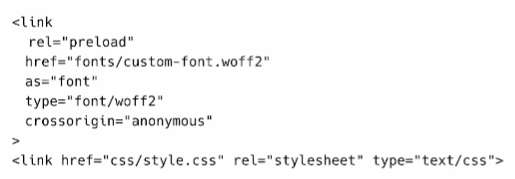 <link
rel="preload"
href="fonts/custom-font.woff2"
as="font"
type="font/woff2"
crossorigin="anonymous"
>
<link href="css/style.css" rel="stylesheet" type="text/css">